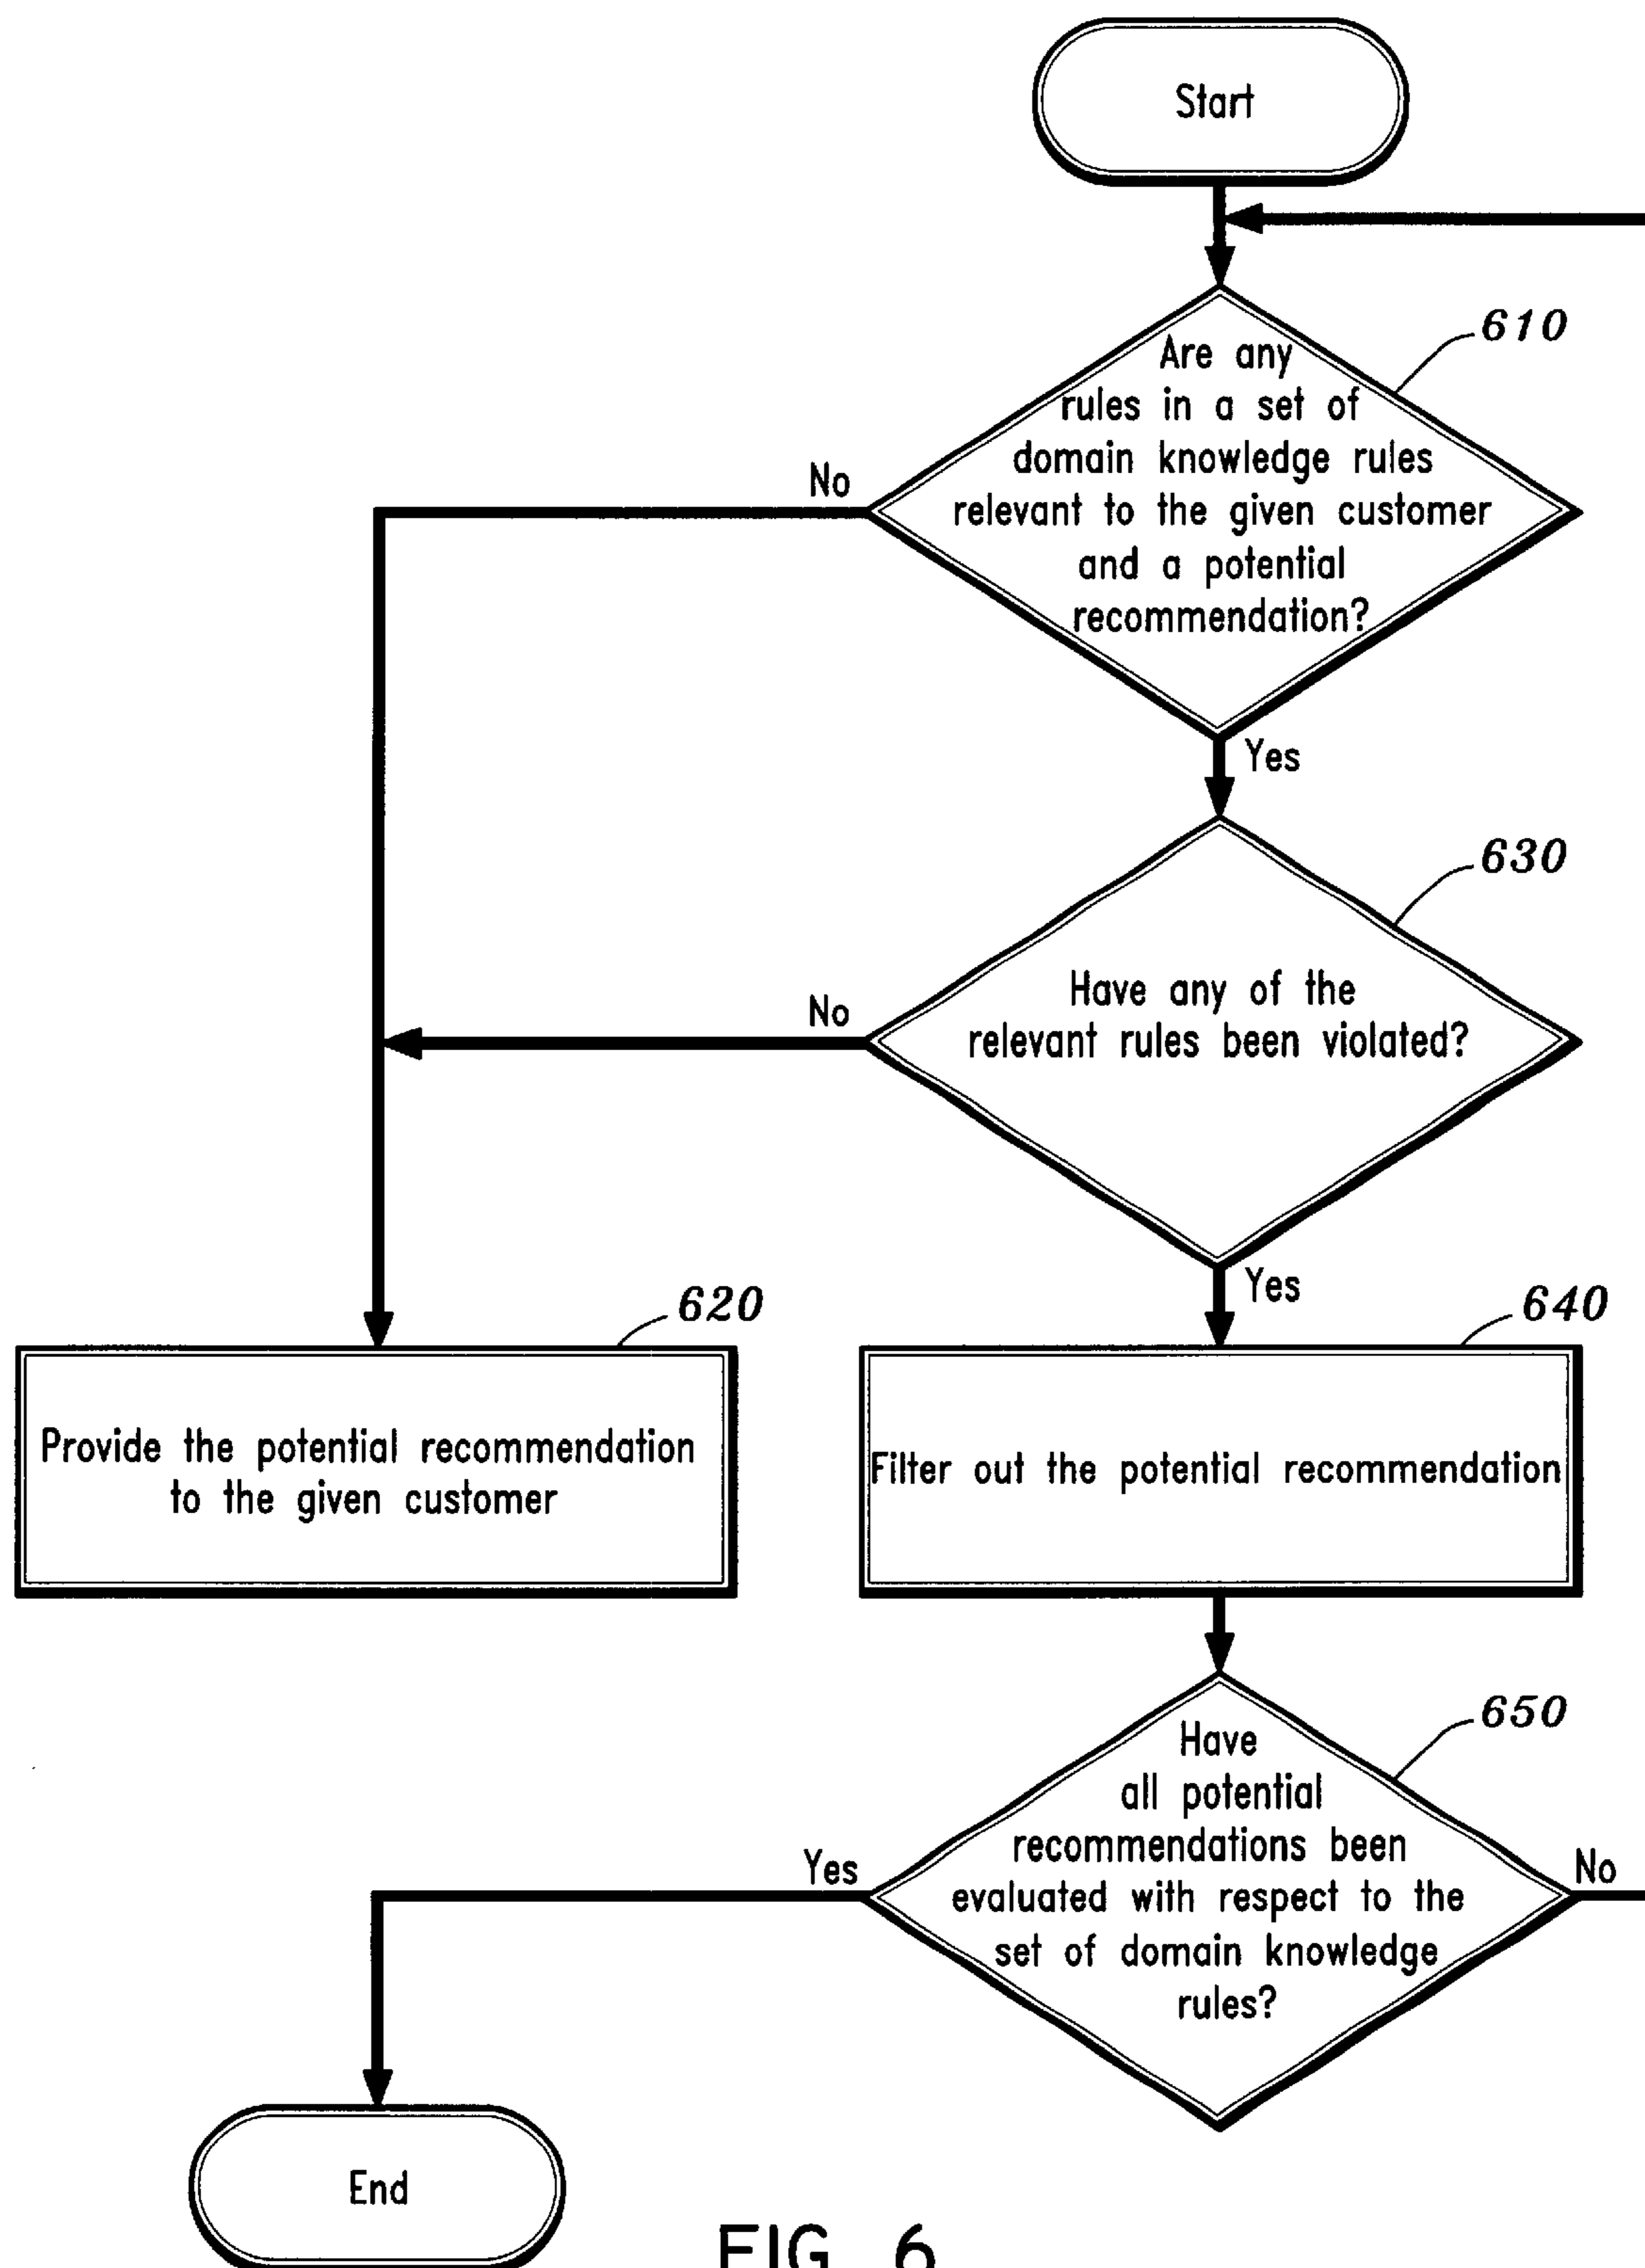 Start
610
Are any
rules in a set of
domain knowledge rules
relevant to the given customer
and a potential
recommendation?
No
Yes
630
Have any of the
relevant rules been violated?
No
Yes
620
Provide the potential recommendation
to the given customer
640
Filter out the potential recommendation
650
Have
all potential
recommendations been
evaluated with respect to the
set of domain knowledge
rules?
Yes
No
End
FIG. 6